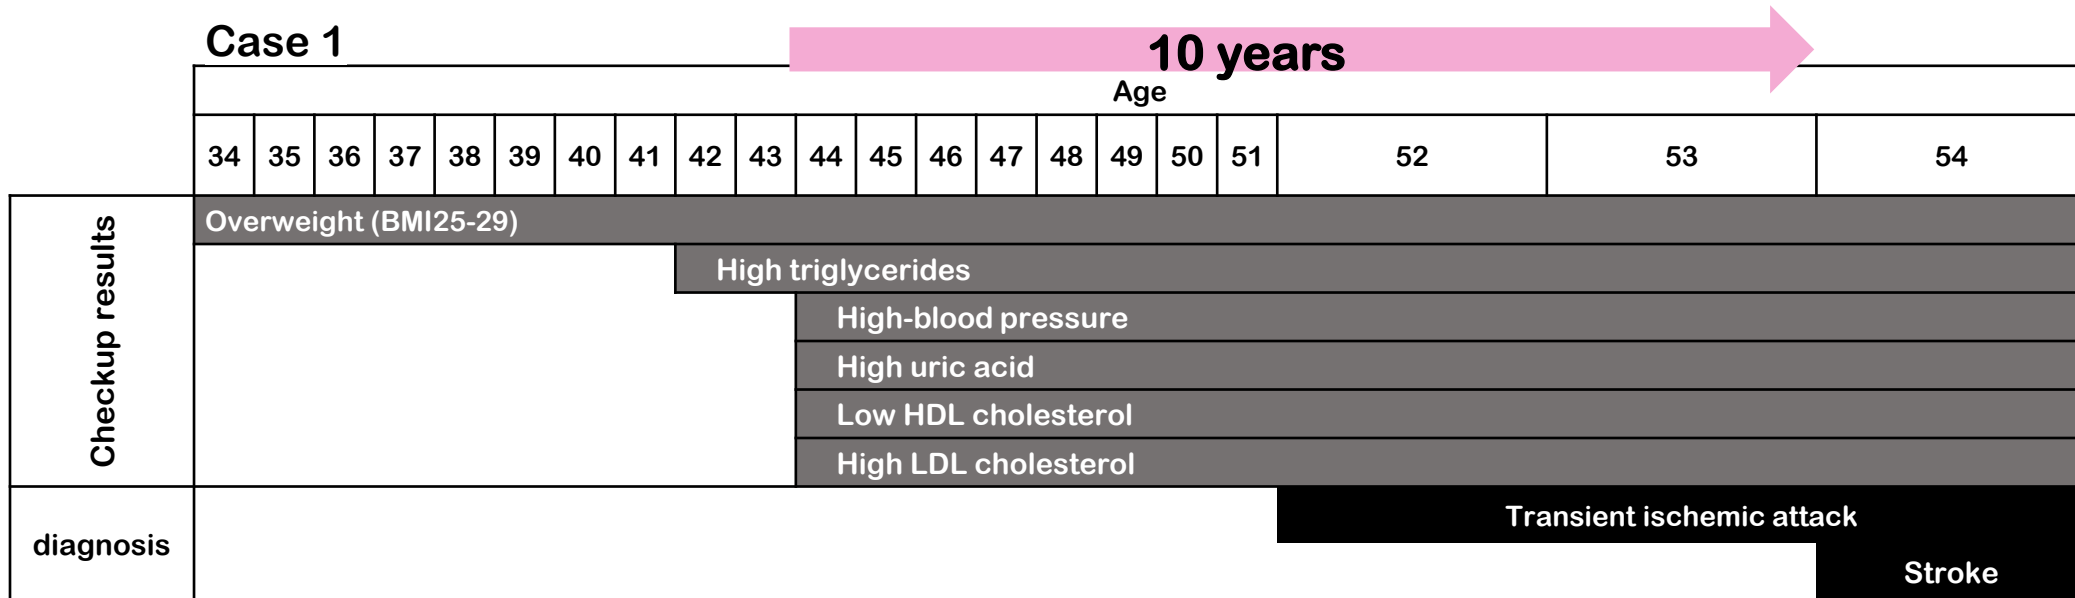 Case 1
10 years
Age
34 35 36 37 38 39 40 41 42 43 44 45 46 47 48 49 50 51 52 53 54
Checkup results
Overweight (BMI25-29)
High triglycerides
High-blood pressure
High uric acid
Low HDL cholesterol
High LDL cholesterol
diagnosis
Transient ischemic attack
Stroke